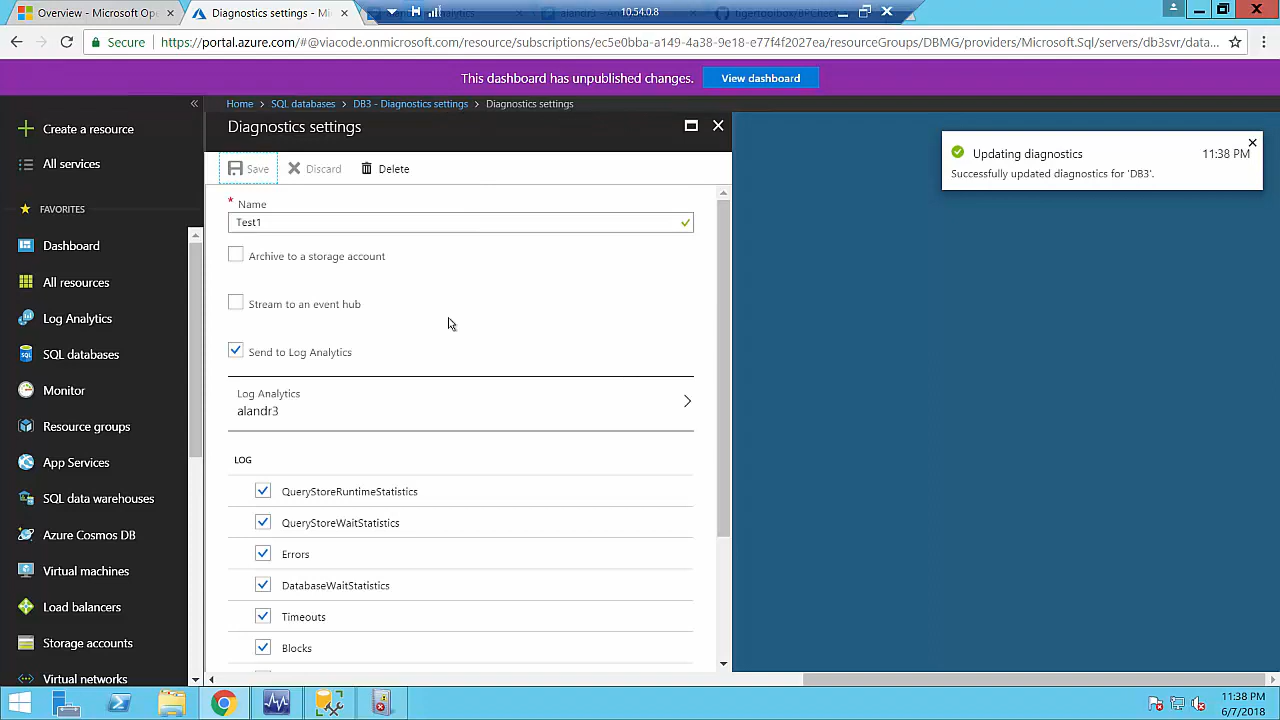 Overview - Microsoft Op
Diagnostics settings - Mi
10.54.0.8
Secure
https://portal.azure.com/#@viacode.onmicrosoft.com/resource/subscriptions/ec5e0bba-a149-4a38-9e18-e77f4f2027ea/resourceGroups/DBMG/providers/Microsoft.Sql/servers/db3svr/data...
This dashboard has unpublished changes.
View dashboard
Home > SQL databases > DB3 - Diagnostics settings > Diagnostics settings
Create a resource
All services
FAVORITES
Dashboard
All resources
Log Analytics
SQL databases
Monitor
Resource groups
App Services
SQL data warehouses
Azure Cosmos DB
Virtual machines
Load balancers
Storage accounts
Virtual networks
Diagnostics settings
Save
Discard
Delete
* Name
Test1
Archive to a storage account
Stream to an event hub
Send to Log Analytics
Log Analytics
alandr3
LOG
QueryStoreRuntimeStatistics
QueryStoreWaitStatistics
Errors
DatabaseWaitStatistics
Timeouts
Blocks
Updating diagnostics 11:38 PM
Successfully updated diagnostics for 'DB3'.
11:38 PM
6/7/2018